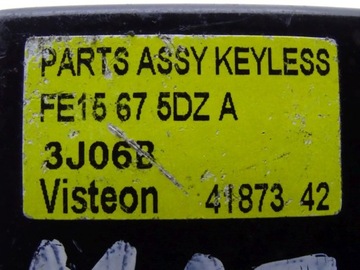 PARTS ASSY KEYLESS
FE15 67 5DZ A
3J06B
Visteon 41873 42